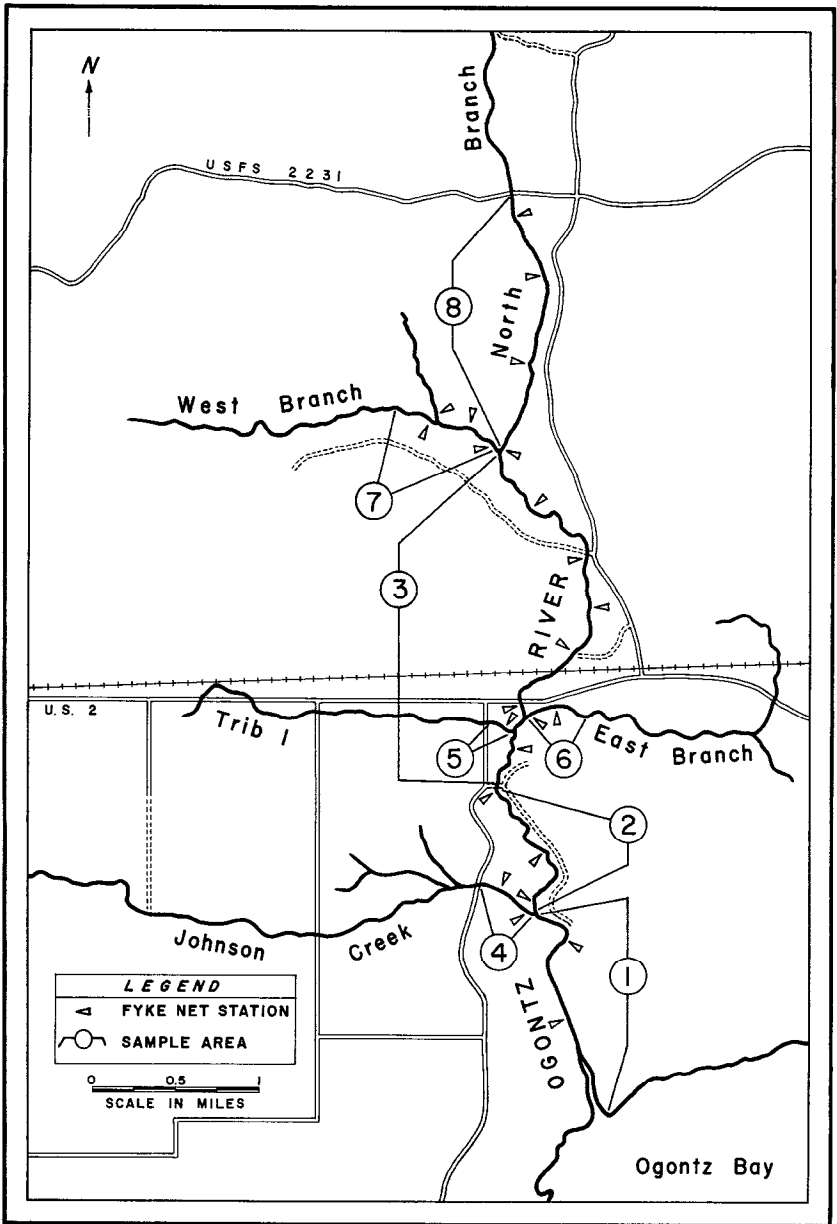 N
Branch
USFS 2231
8
North
West Branch
7
3
RIVER
U.S. 2
Trib I
5
6
East Branch
2
4
Johnson Creek
1
OGONTZ
LEGEND
FYKE NET STATION
SAMPLE AREA
0 0.5 1
SCALE IN MILES
Ogontz Bay